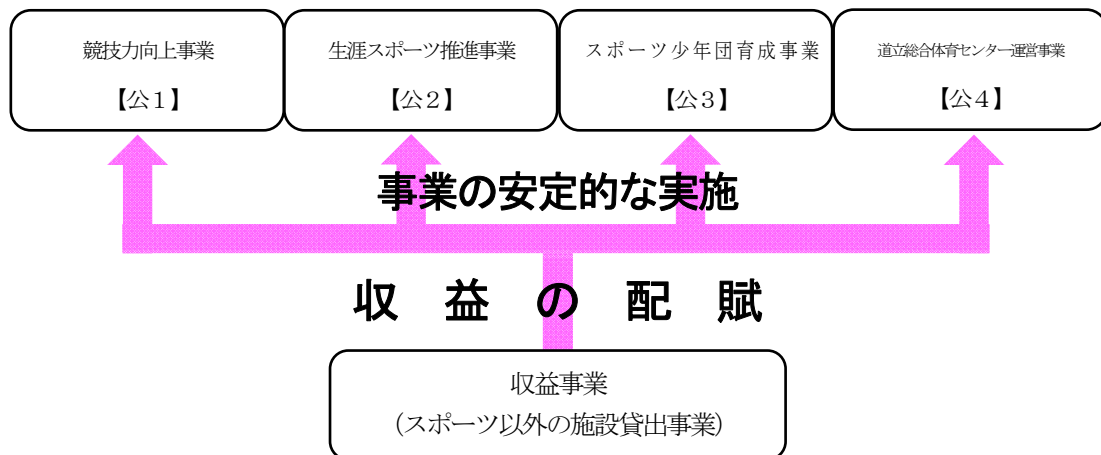 競技力向上事業
【公１】
生涯スポーツ推進事業
【公２】
スポーツ少年団育成事業
【公３】
道立総合体育センター運営事業
【公４】
事業の安定的な実施
収益の配賦
収益事業
（スポーツ以外の施設貸出事業）